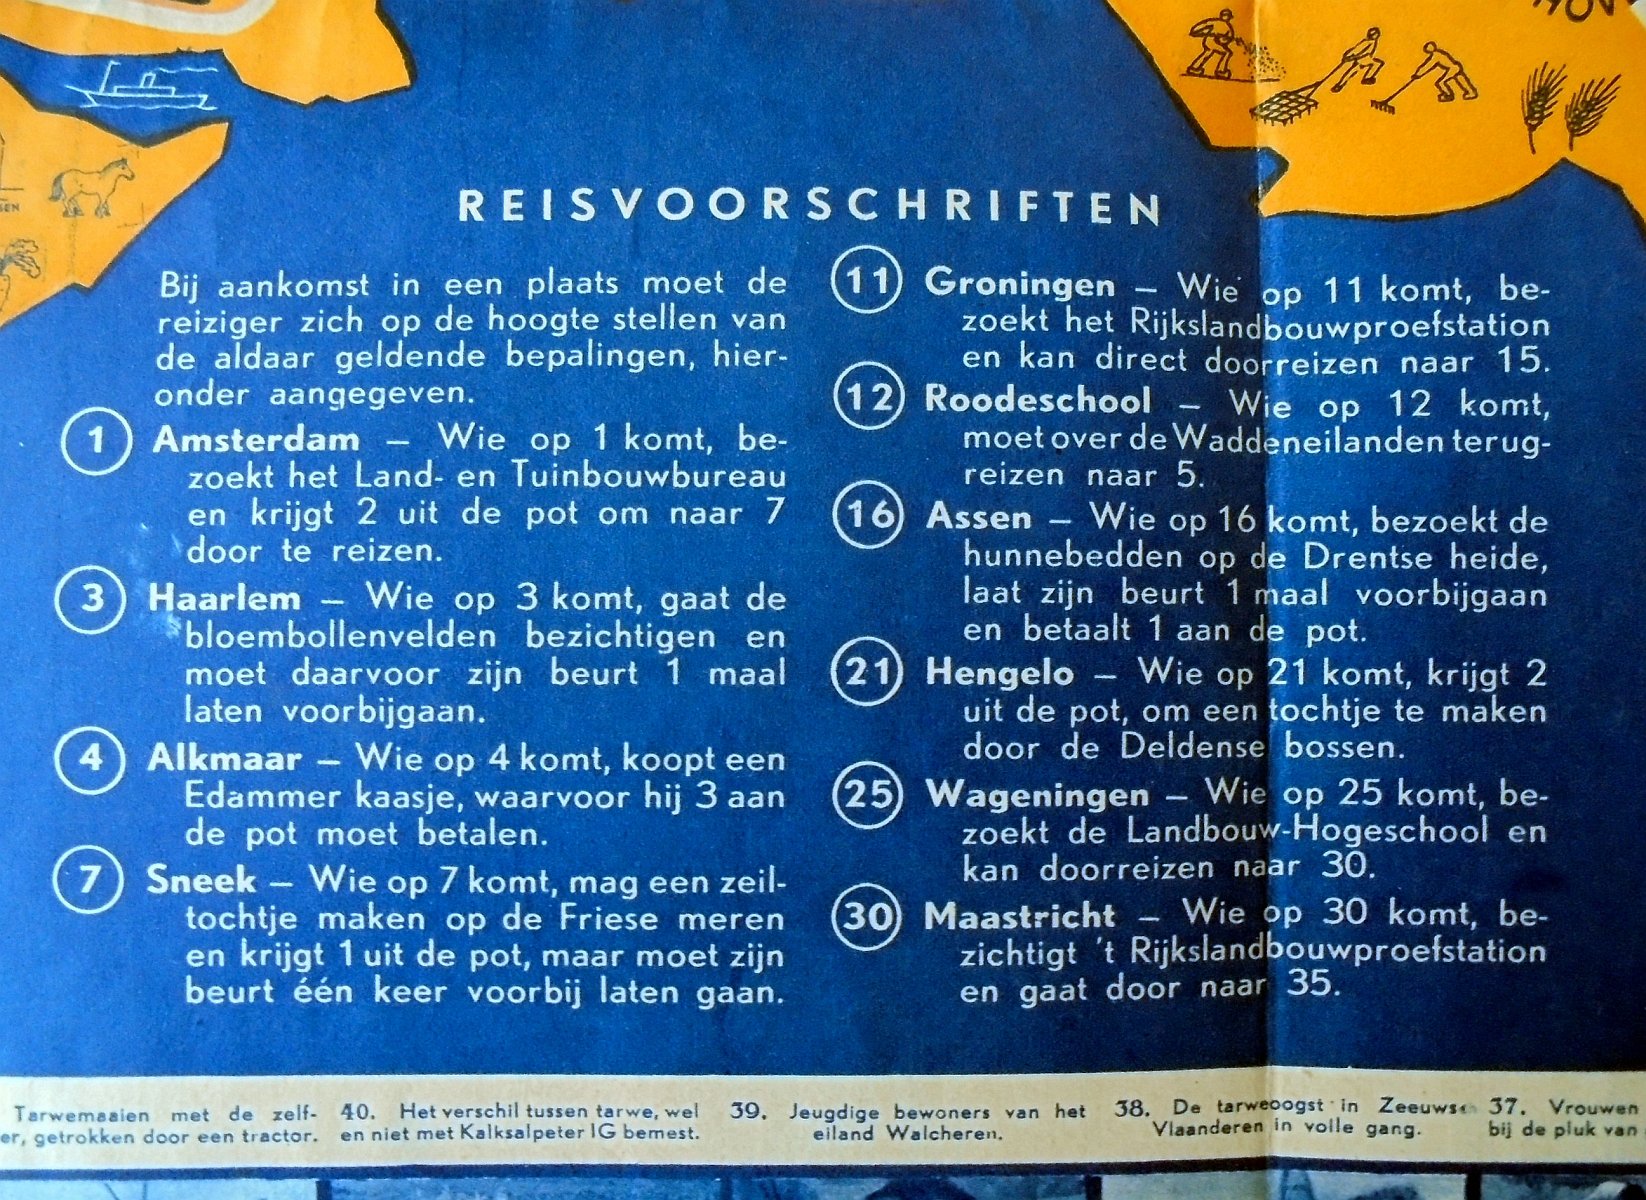 REISVOORSCHRIFTEN
Bij aankomst in een plaats moet de
reiziger zich op de hoogte stellen van
de aldaar geldende bepalingen, hier-
onder aangegeven.
1 Amsterdam – Wie op 1 komt, be-
zoekt het Land- en Tuinbouwbureau
en krijgt 2 uit de pot om naar 7
door te reizen.
3 Haarlem – Wie op 3 komt, gaat de
bloembollenvelden bezichtigen en
moet daarvoor zijn beurt 1 maal
laten voorbijgaan.
4 Alkmaar – Wie op 4 komt, koopt een
Edammer kaasje, waarvoor hij 3 aan
de pot moet betalen.
7 Sneek – Wie op 7 komt, mag een zeil-
tochtje maken op de Friese meren
en krijgt 1 uit de pot, maar moet zijn
beurt één keer voorbij laten gaan.
11 Groningen – Wie op 11 komt, be-
zoekt het Rijkslandbouwproefstation
en kan direct doorreizen naar 15.
12 Roodeschool – Wie op 12 komt,
moet over de Waddeneilanden terug-
reizen naar 5.
16 Assen – Wie op 16 komt, bezoekt de
hunnebedden op de Drentse heide,
laat zijn beurt 1 maal voorbijgaan
en betaalt 1 aan de pot.
21 Hengelo – Wie op 21 komt, krijgt 2
uit de pot, om een tochtje te maken
door de Deldense bossen.
25 Wageningen – Wie op 25 komt, be-
zoekt de Landbouw-Hogeschool en
kan doorreizen naar 30.
30 Maastricht – Wie op 30 komt, be-
zichtigt 't Rijkslandbouwproefstation
en gaat door naar 35.
Tarwemaaien met de zelf-
er, getrokken door een tractor.
40. Het verschil tussen tarwe, wel
en niet met Kalksalpeter IG bemest.
39. Jeugdige bewoners van het
eiland Walcheren.
38. De tarweoogst in Zeeuws
Vlaanderen in volle gang.
37. Vrouwen
bij de pluk van